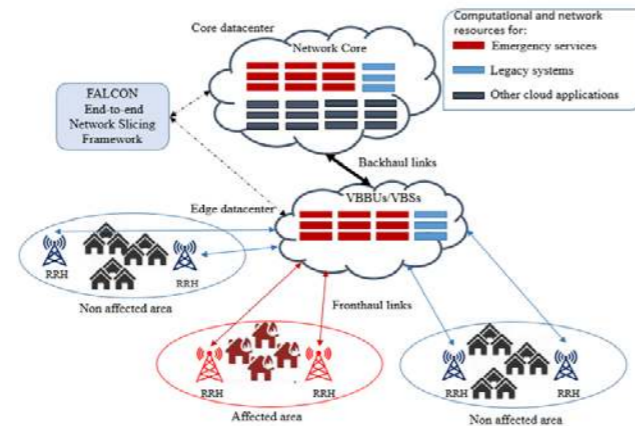 Core datacenter
Network Core
Computational and network
resources for:
Emergency services
Legacy systems
Other cloud applications
FALCON
End-to-end
Network Slicing
Framework
Backhaul links
Edge datacenter
VBBUs/VBSs
RRH
RRH
Non affected area
Fronthaul links
RRH
RRH
Affected area
RRH
RRH
Non affected area